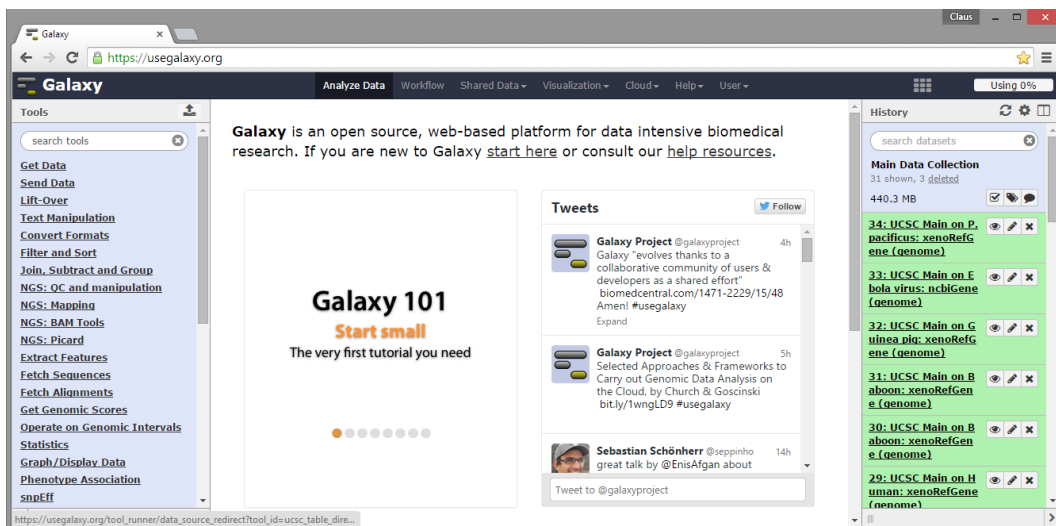 Claus
Galaxy
https://usegalaxy.org
Galaxy
Analyze Data Workflow Shared Data Visualization Cloud Help User
Using 0%
Tools
search tools
Get Data
Send Data
Lift-Over
Text Manipulation
Convert Formats
Filter and Sort
Join, Subtract and Group
NGS: QC and manipulation
NGS: Mapping
NGS: BAM Tools
NGS: Picard
Extract Features
Fetch Sequences
Fetch Alignments
Get Genomic Scores
Operate on Genomic Intervals
Statistics
Graph/Display Data
Phenotype Association
snpEff
https://usegalaxy.org/tool_runner/data_source_redirect?tool_id=ucsc_table_dire...
Galaxy is an open source, web-based platform for data intensive biomedical
research. If you are new to Galaxy start here or consult our help resources.
Galaxy 101
Start small
The very first tutorial you need
Tweets
Follow
Galaxy Project @galaxyproject 4h
Galaxy "evolves thanks to a
collaborative community of users &
developers as a shared effort"
biomedcentral.com/1471-2229/15/48
Amen! #usegalaxy
Expand
Galaxy Project @galaxyproject 5h
Selected Approaches & Frameworks to
Carry out Genomic Data Analysis on
the Cloud, by Church & Goscinski
bit.ly/1wngLD9 #usegalaxy
Sebastian Schönherr @seppinho 14h
great talk by @EnisAfgan about
Tweet to @galaxyproject
History
search datasets
Main Data Collection
31 shown, 3 deleted
440.3 MB
34: UCSC Main on P.
pacificus: xenoRefG
ene (genome)
33: UCSC Main on E
bola virus: ncbiGene
(genome)
32: UCSC Main on G
uinea pig: xenoRefG
ene (genome)
31: UCSC Main on B
aboon: xenoRefGen
e (genome)
30: UCSC Main on B
aboon: xenoRefGen
e (genome)
29: UCSC Main on H
uman: xenoRefGene
(genome)